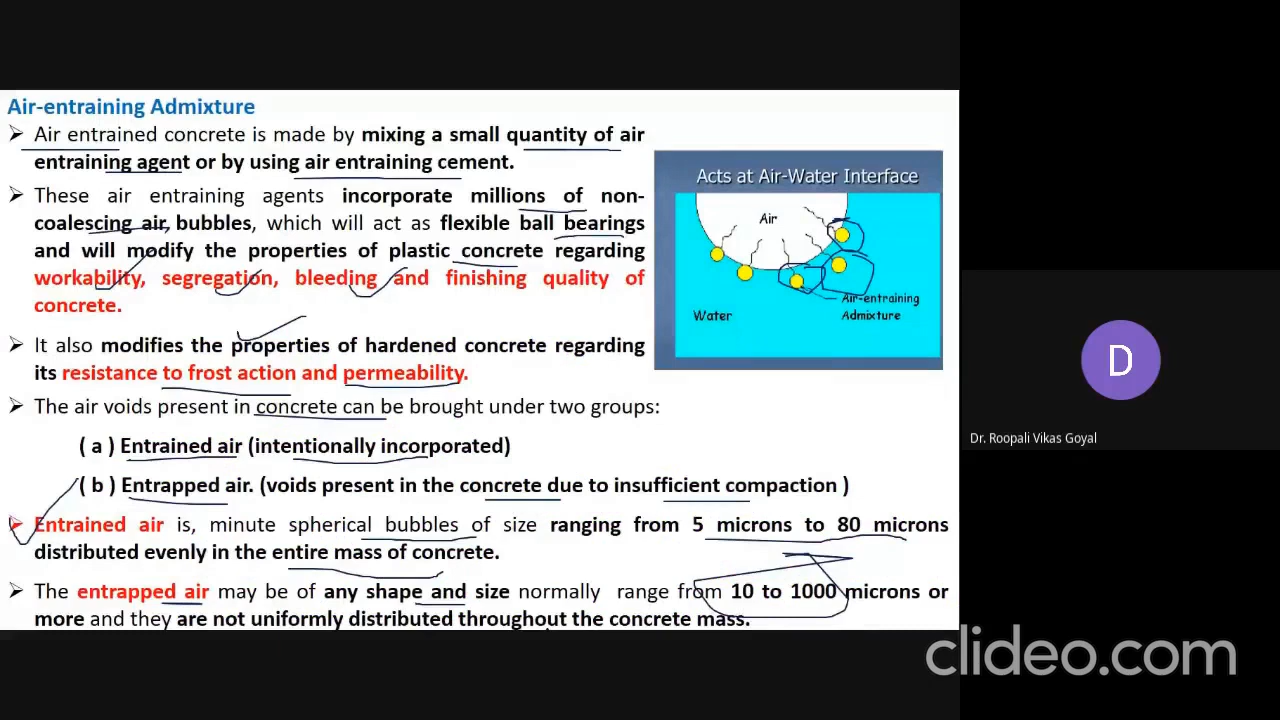 Air-entraining Admixture
➢ Air entrained concrete is made by mixing a small quantity of air
entraining agent or by using air entraining cement.
➢ These air entraining agents incorporate millions of non-
coalescing air bubbles, which will act as flexible ball bearings
and will modify the properties of plastic concrete regarding
workability, segregation, bleeding and finishing quality of
concrete.
➢ It also modifies the properties of hardened concrete regarding
its resistance to frost action and permeability.
➢ The air voids present in concrete can be brought under two groups:
( a ) Entrained air (intentionally incorporated)
( b ) Entrapped air. (voids present in the concrete due to insufficient compaction )
➢ Entrained air is, minute spherical bubbles of size ranging from 5 microns to 80 microns
distributed evenly in the entire mass of concrete.
➢ The entrapped air may be of any shape and size normally range from 10 to 1000 microns or
more and they are not uniformly distributed throughout the concrete mass.
Acts at Air-Water Interface
Air
Air-entraining
Admixture
Water
D
Dr. Roopali Vikas Goyal
clideo.com